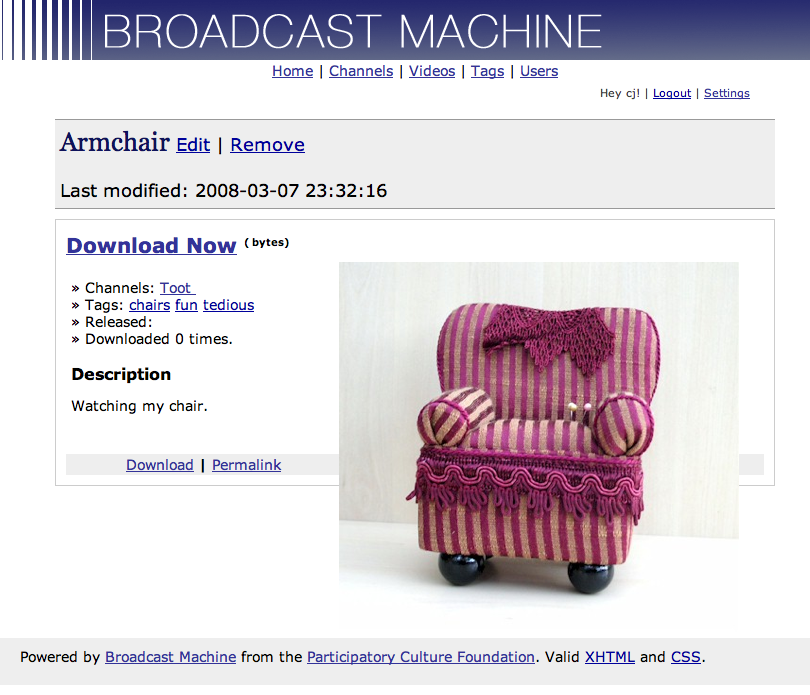 BROADCAST MACHINE
Home | Channels | Videos | Tags | Users
Hey cj! | Logout | Settings
Armchair Edit | Remove
Last modified: 2008-03-07 23:32:16
Download Now ( bytes)
» Channels: Toot
» Tags: chairs fun tedious
» Released:
» Downloaded 0 times.
Description
Watching my chair.
Download | Permalink
Powered by Broadcast Machine from the Participatory Culture Foundation. Valid XHTML and CSS.